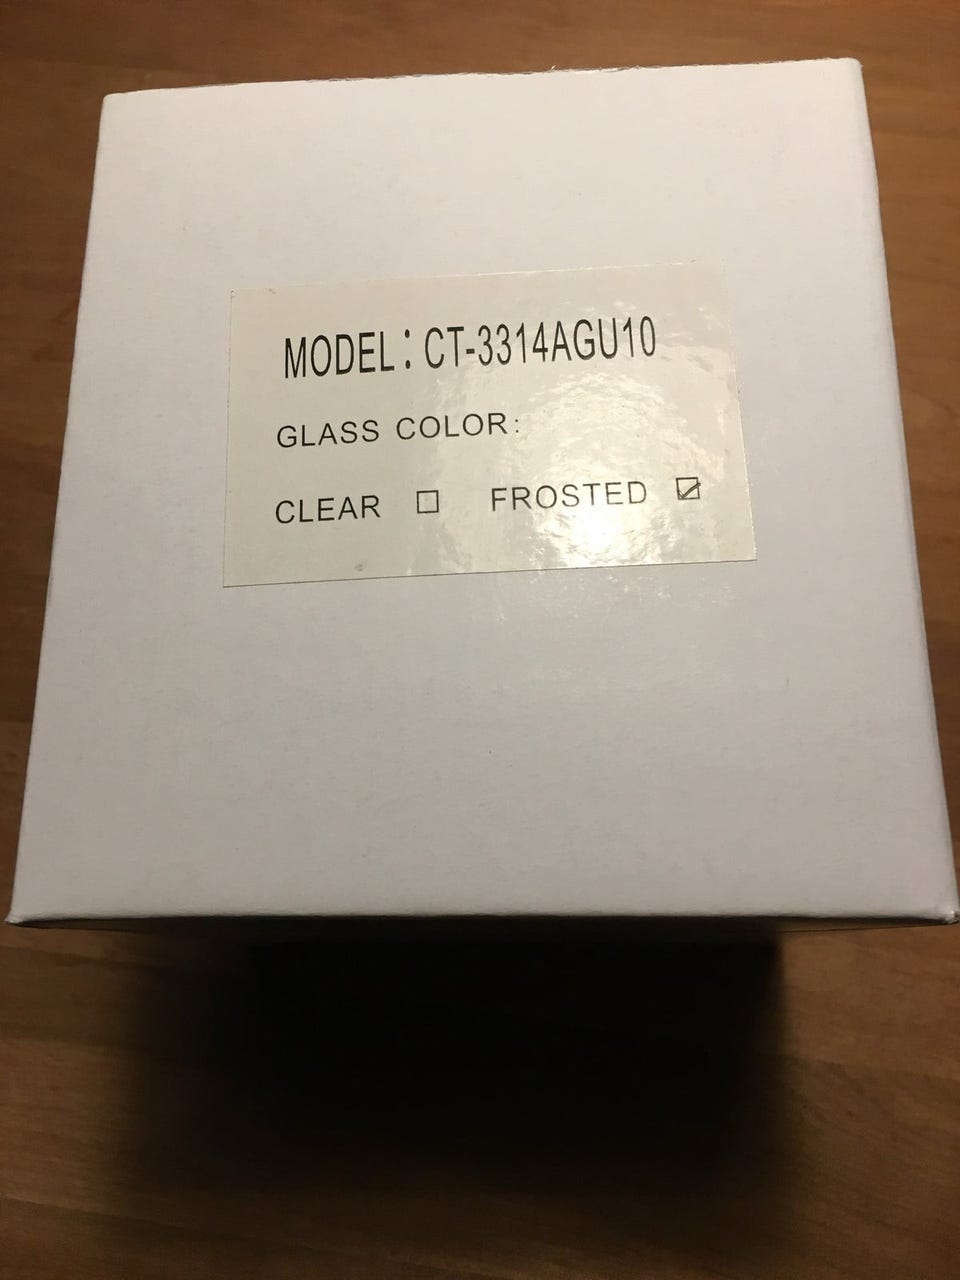 MODEL: CT-3314AGU10
GLASS COLOR:
CLEAR ☐ FROSTED ☑